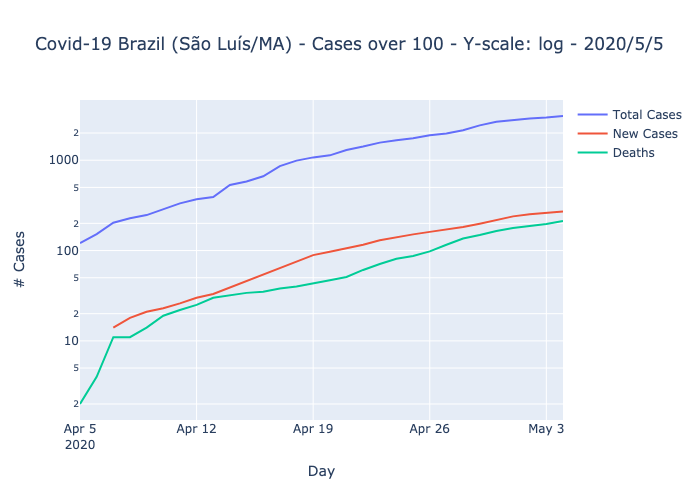 Covid-19 Brazil (São Luís/MA) - Cases over 100 - Y-scale: log - 2020/5/5
Total Cases
New Cases
Deaths
2
1000
5
2
100
5
2
10
5
2
# Cases
Apr 5
2020
Apr 12
Apr 19
Apr 26
May 3
Day